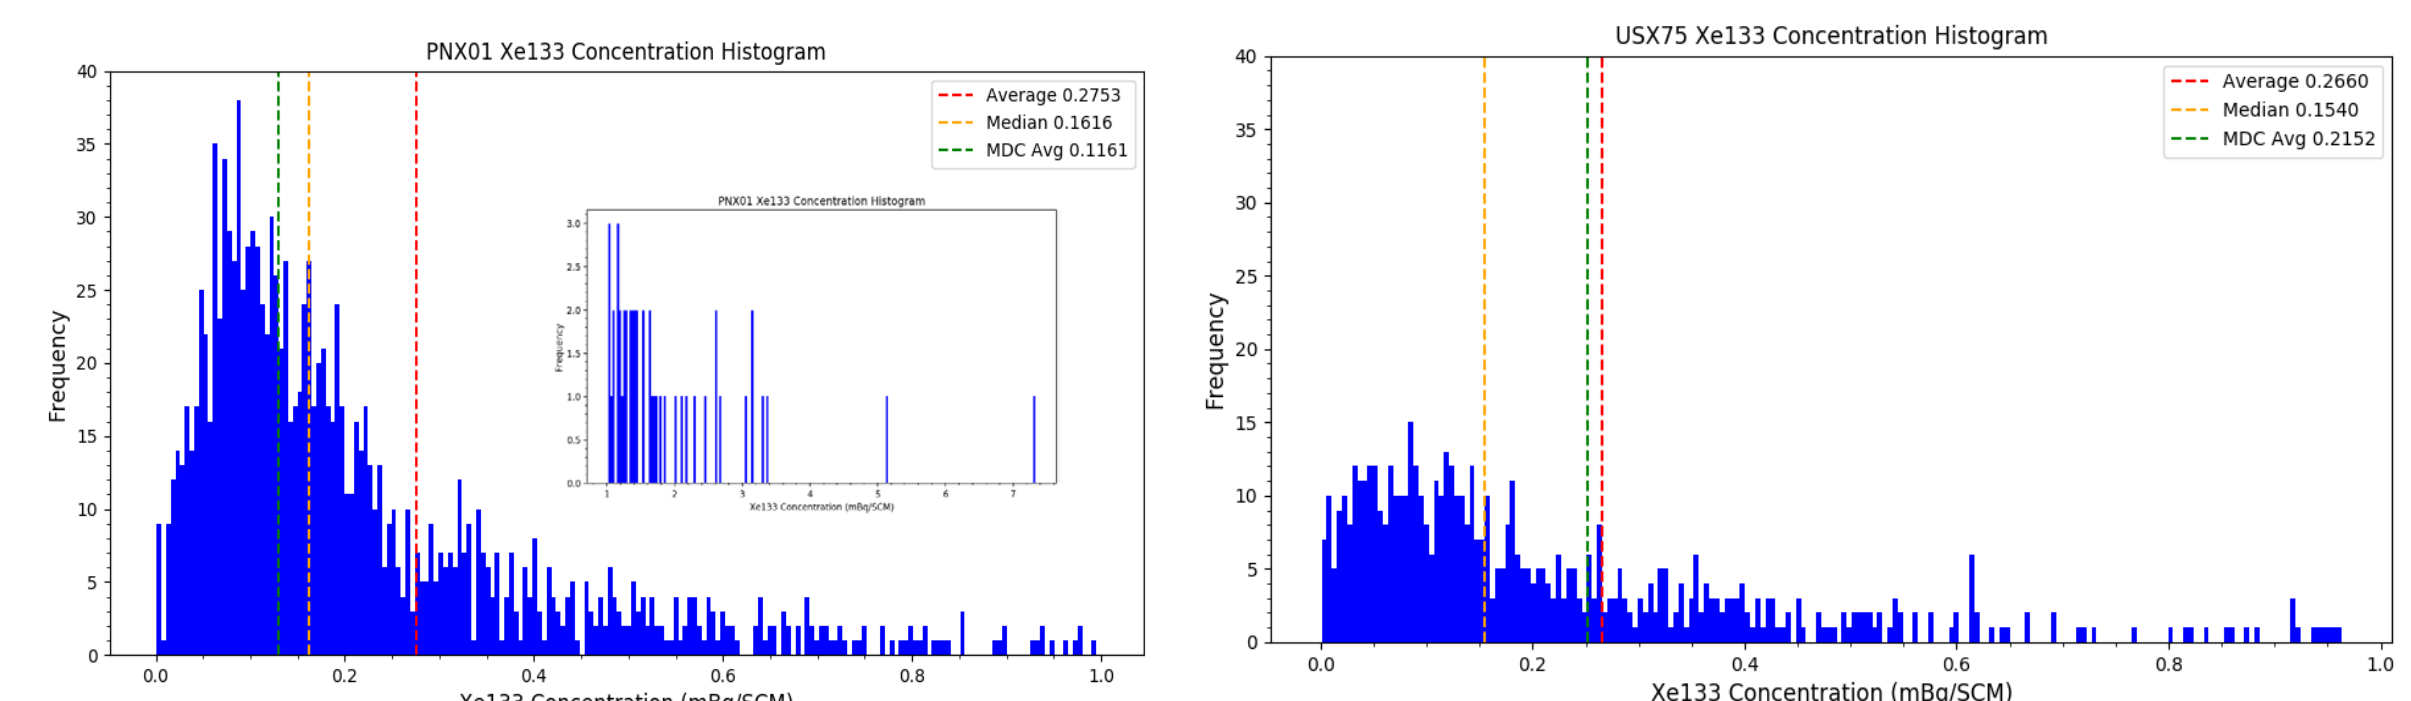 PNX01 Xe133 Concentration Histogram
40
35
30
25
20
15
10
5
0
Frequency
Average 0.2753
Median 0.1616
MDC Avg 0.1161
PNX01 Xe133 Concentration Histogram
3.0
2.5
2.0
1.5
1.0
0.5
0.0
Frequency
1 2 3 4 5 6 7
Xe133 Concentration (mBq/SCM)
0.0 0.2 0.4 0.6 0.8 1.0
Xe133 Concentration (mBq/SCM)
USX75 Xe133 Concentration Histogram
40
35
30
25
20
15
10
5
0
Frequency
Average 0.2660
Median 0.1540
MDC Avg 0.2152
0.0 0.2 0.4 0.6 0.8 1.0
Xe133 Concentration (mBq/SCM)